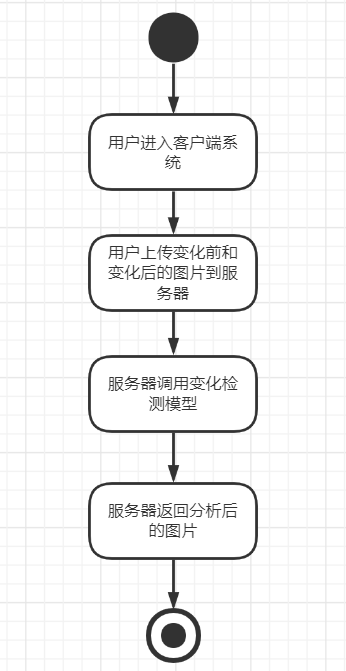 用户进入客户端系
统
用户上传变化前和
变化后的图片到服
务器
服务器调用变化检
测模型
服务器返回分析后
的图片